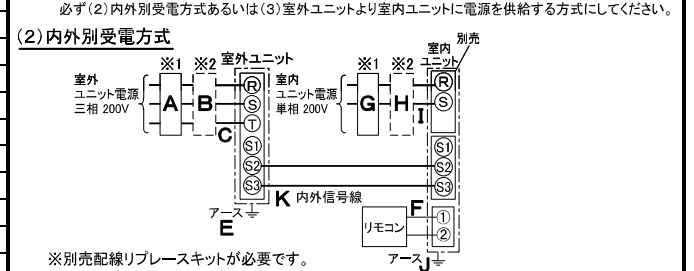 必ず(2)内外別受電方式あるいは(3)室外ユニットより室内ユニットに電源を供給する方式にしてください。
(2)内外別受電方式
※1 ※2 室外ユニット
室外
ユニット電源
三相 200V
A
B
C
R
S
T
S1
S2
S3
アース
E
※1 ※2
室内
ユニット
別売
室内
ユニット電源
単相 200V
G
H
I
R
S
S1
S2
S3
K 内外信号線
F
リモコン
①
②
アース
J
※別売配線リプレースキットが必要です。